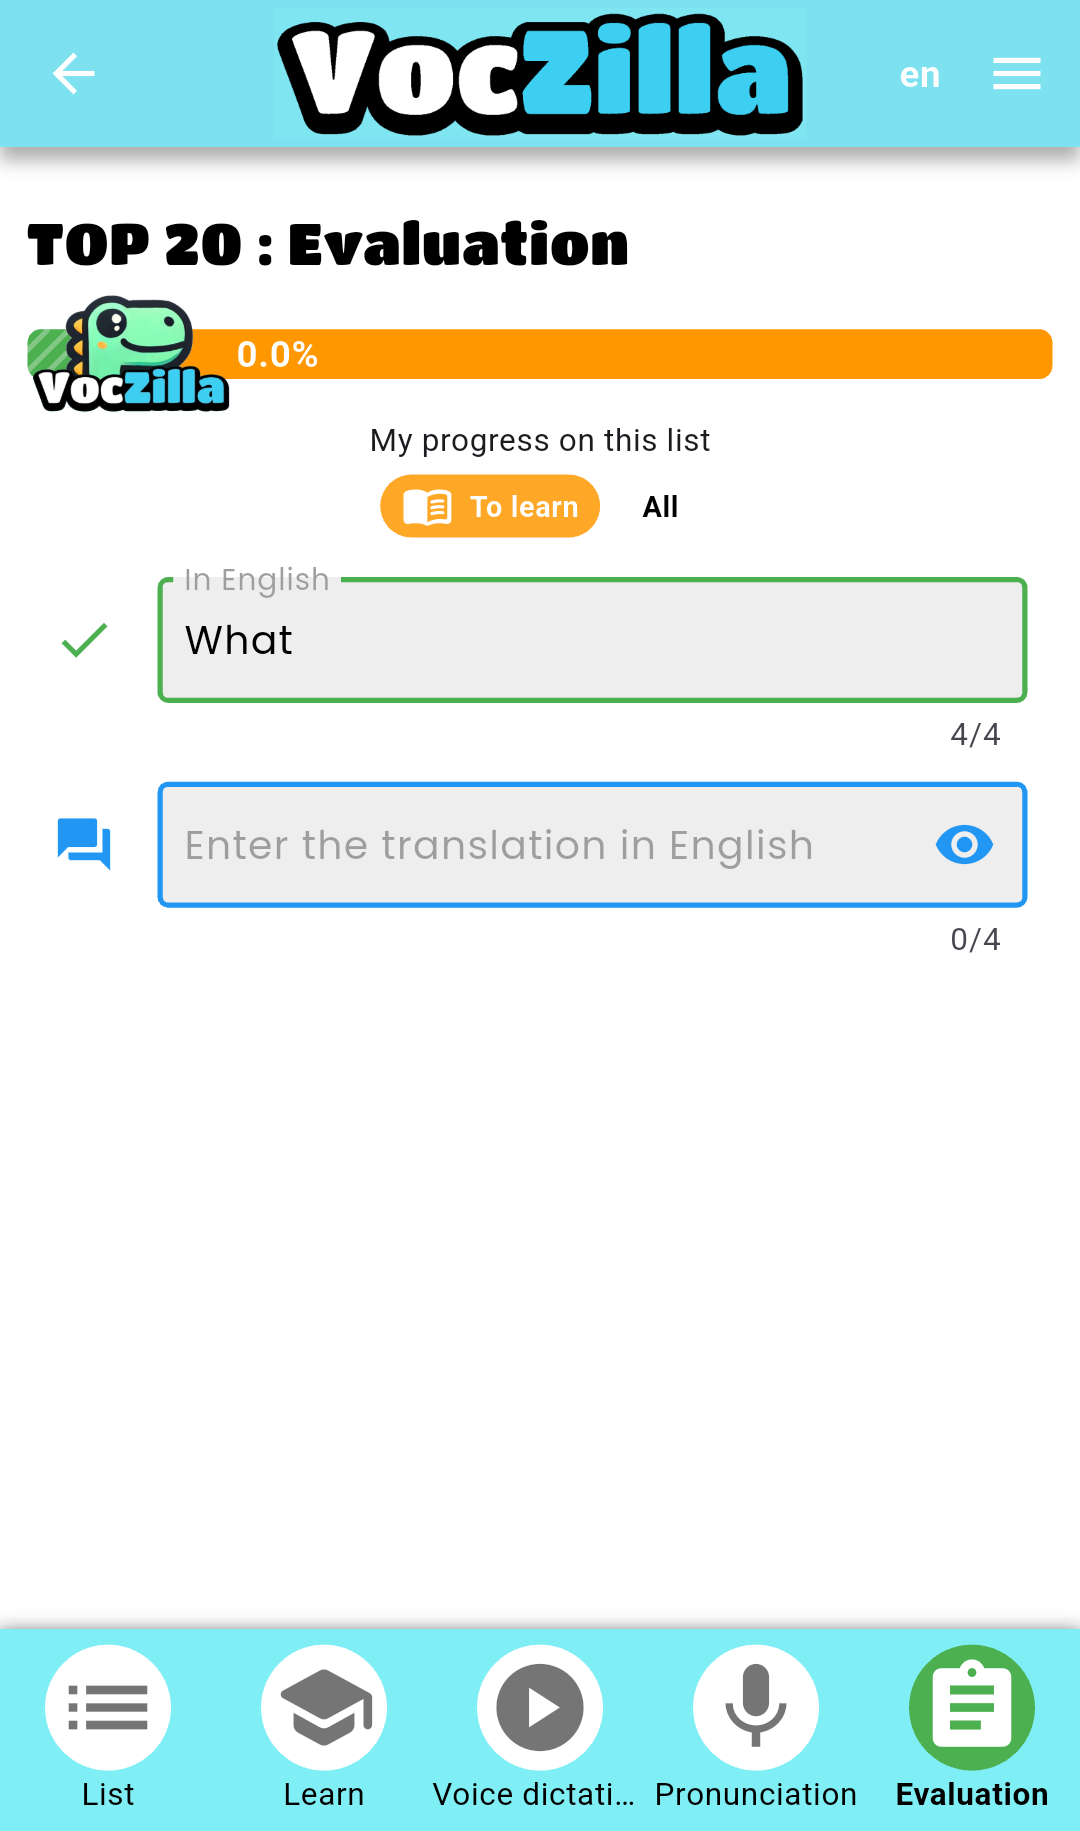 VocZilla
en
TOP 20 : Evaluation
0.0%
VocZilla
My progress on this list
To learn
All
In English
What
4/4
Enter the translation in English
0/4
List
Learn
Voice dictati...
Pronunciation
Evaluation